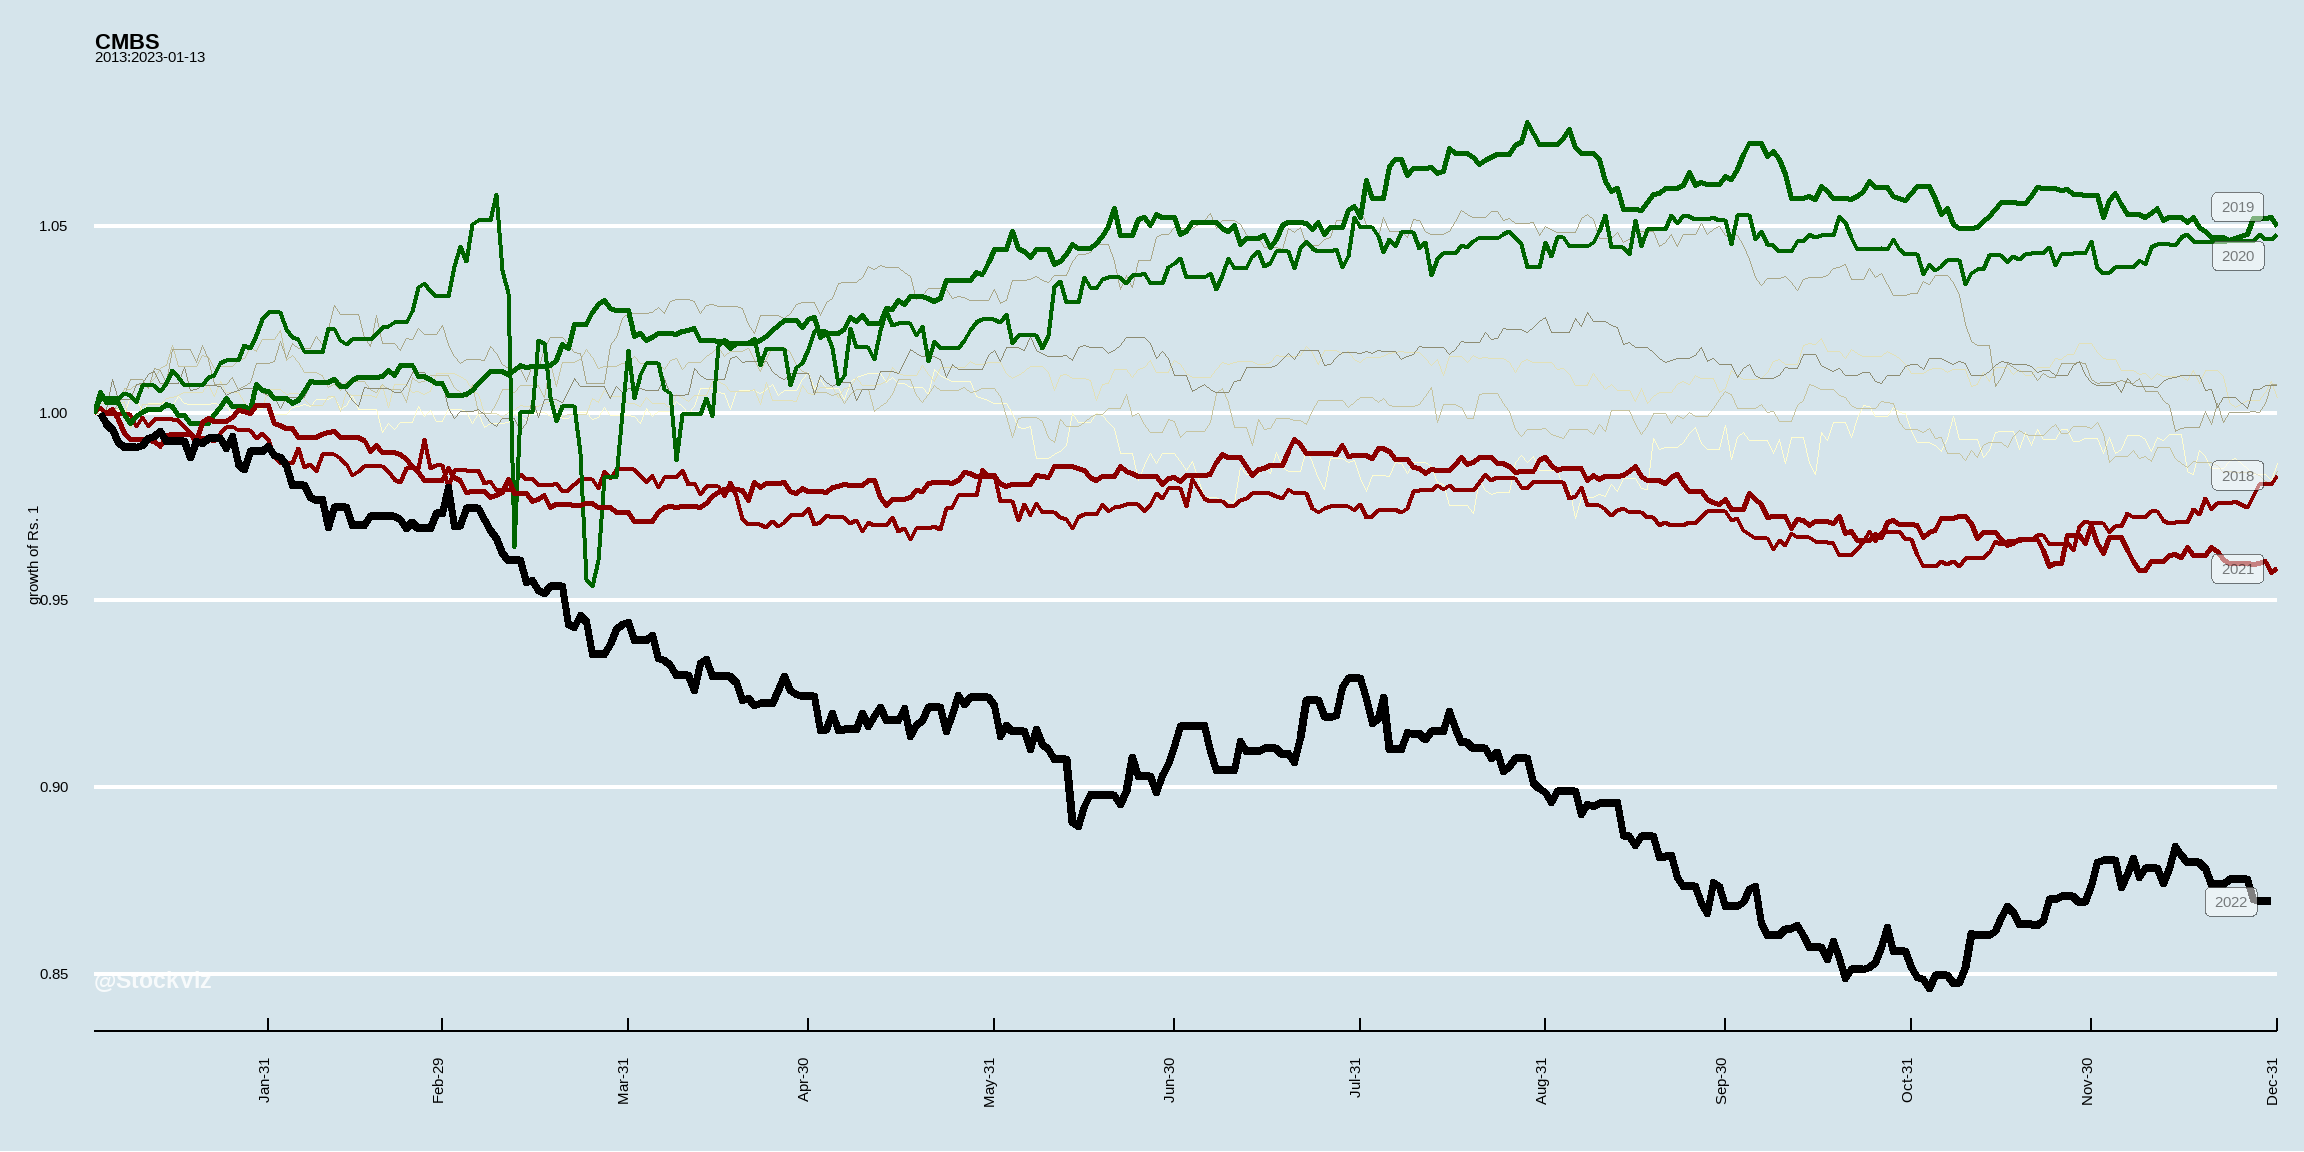 CMBS
2013:2023-01-13
growth of Rs. 1
1.05
1.00
0.95
0.90
0.85
2019
2020
2018
2021
2022
@StockViz
Jan-31
Feb-29
Mar-31
Apr-30
May-31
Jun-30
Jul-31
Aug-31
Sep-30
Oct-31
Nov-30
Dec-31